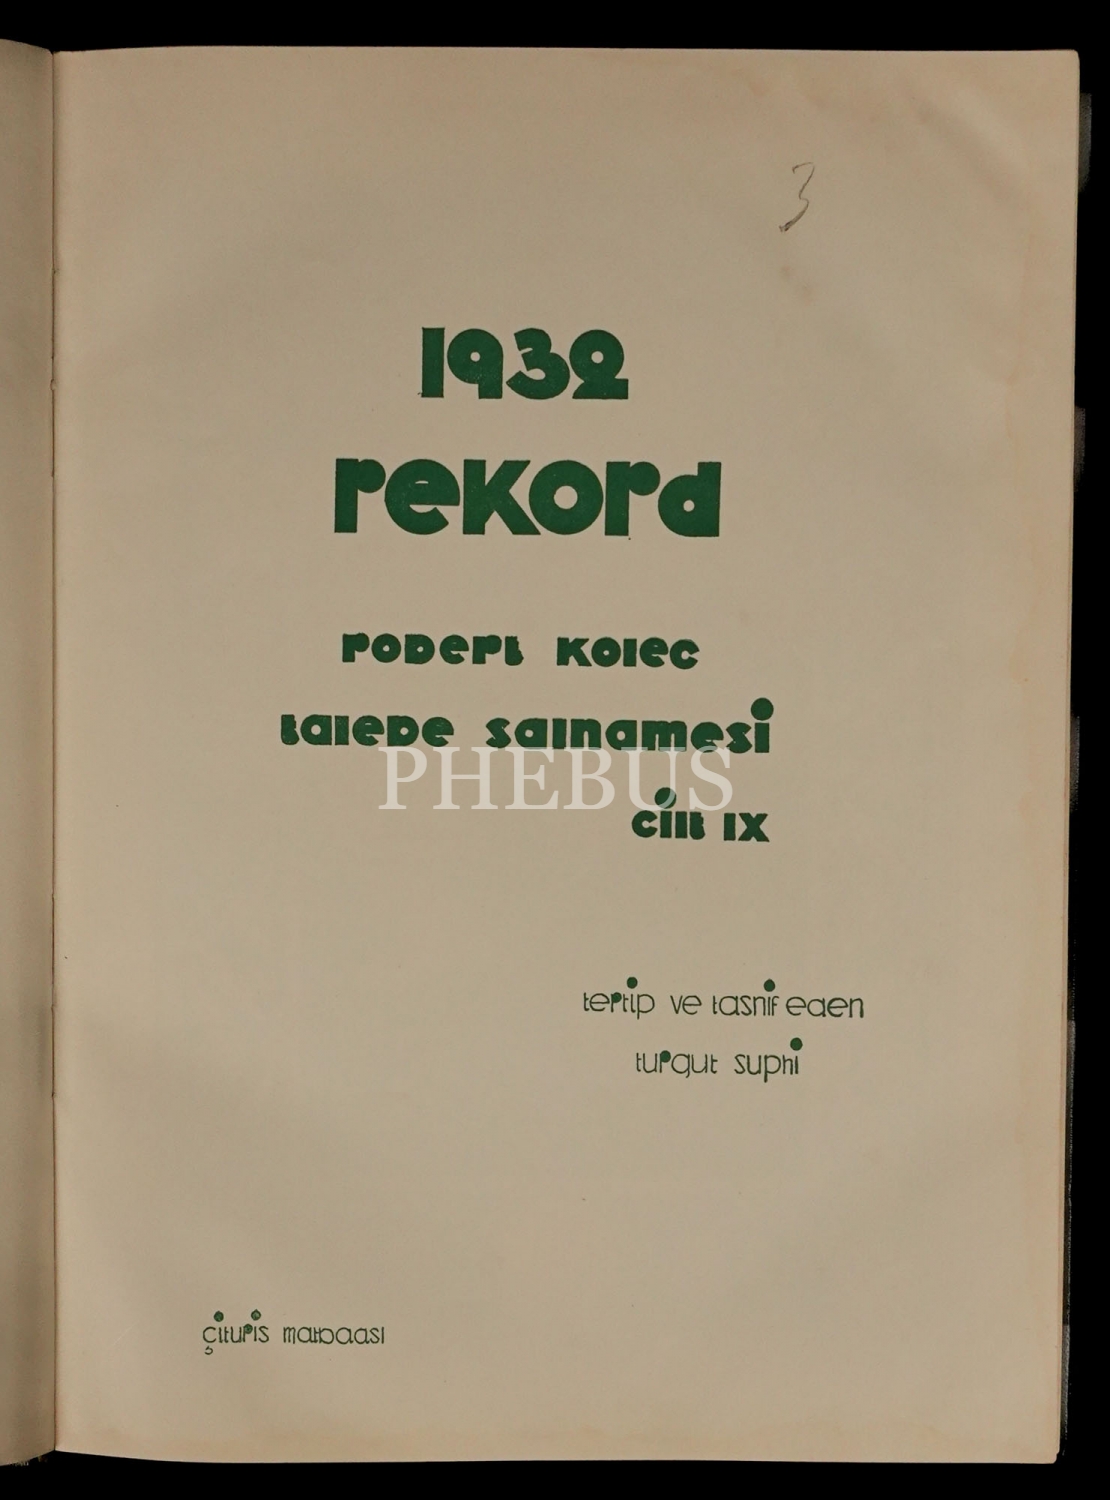 3
1932
rekord
robert kolec
talebe salnamesi
PHEBUS
cilt IX
tertip ve tasnif eden
turgut suphi
çituris matbaası